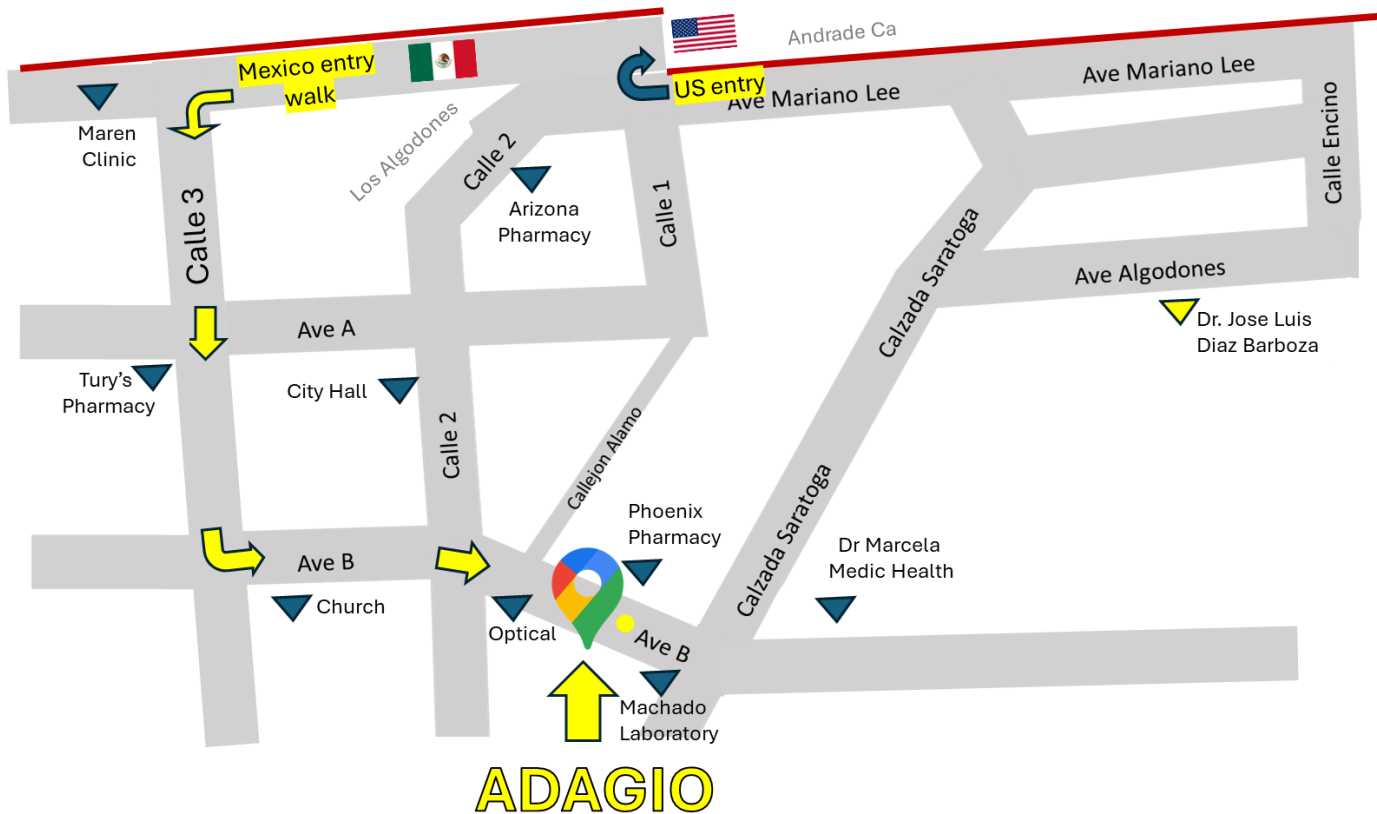 Andrade Ca
Mexico entry
walk
US entry
Ave Mariano Lee
Ave Mariano Lee
Maren
Clinic
Los Algodones
Calle 2
Calle 3
Arizona
Pharmacy
Calle 1
Calle Encino
Calzada Saratoga
Ave Algodones
Dr. Jose Luis
Diaz Barboza
Ave A
Tury's
Pharmacy
City Hall
Calle 2
Callejon Alamo
Calzada Saratoga
Phoenix
Pharmacy
Dr Marcela
Medic Health
Ave B
Church
Optical
Ave B
Machado
Laboratory
ADAGIO